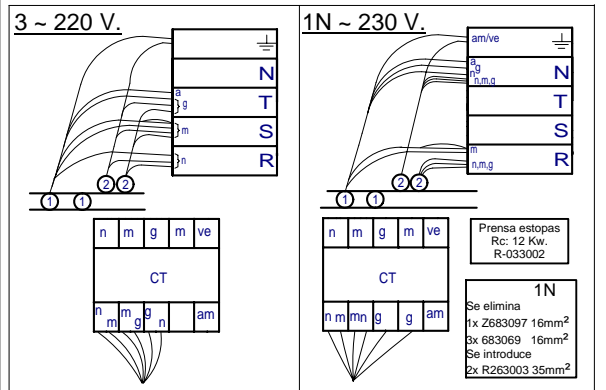 3 ~ 220 V.
N
a
T
g
S
m
R
n
2 2
1 1
n m g m ve
CT
n m m g g n am
1N ~ 230 V.
am/ve
a
g
n
N
n,m,g
T
S
m
R
n,m,g
2 2
1 1
n m g m ve
CT
n m mn g g am
Prensa estopas
Rc: 12 Kw.
R-033002
1N
Se elimina
1x Z683097 16mm²
3x 683069 16mm²
Se introduce
2x R263003 35mm²